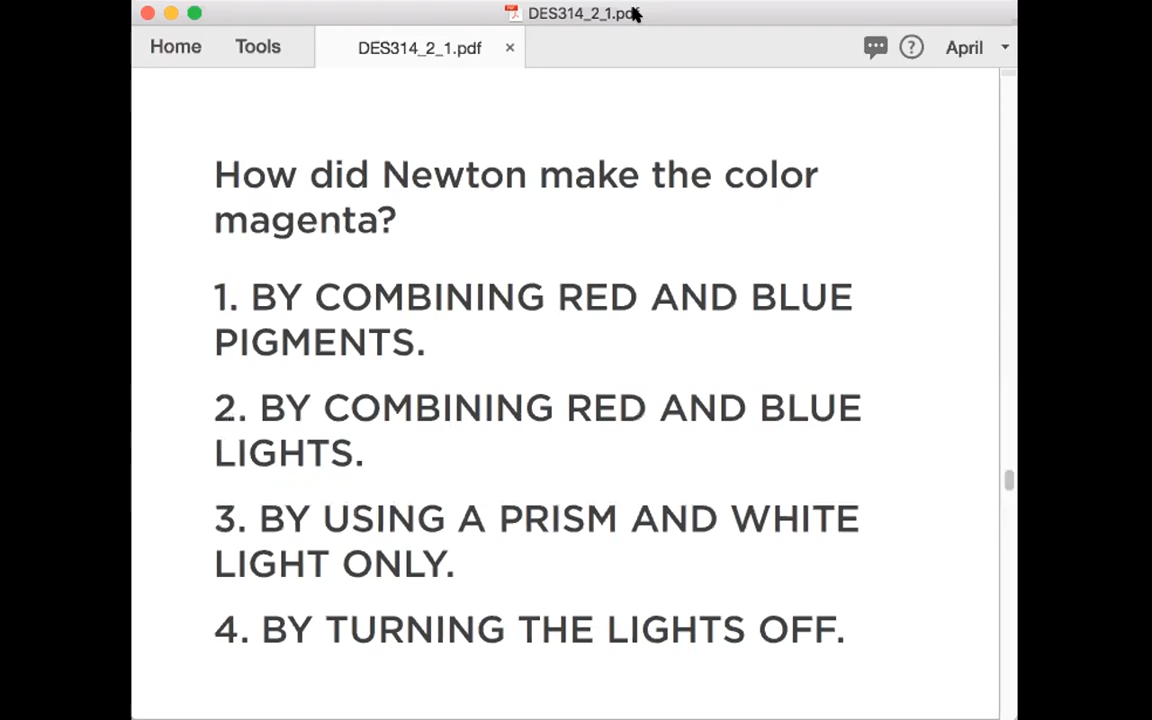 DES314_2_1.pdf
Home Tools DES314_2_1.pdf × ? April
How did Newton make the color
magenta?
1. BY COMBINING RED AND BLUE
PIGMENTS.
2. BY COMBINING RED AND BLUE
LIGHTS.
3. BY USING A PRISM AND WHITE
LIGHT ONLY.
4. BY TURNING THE LIGHTS OFF.